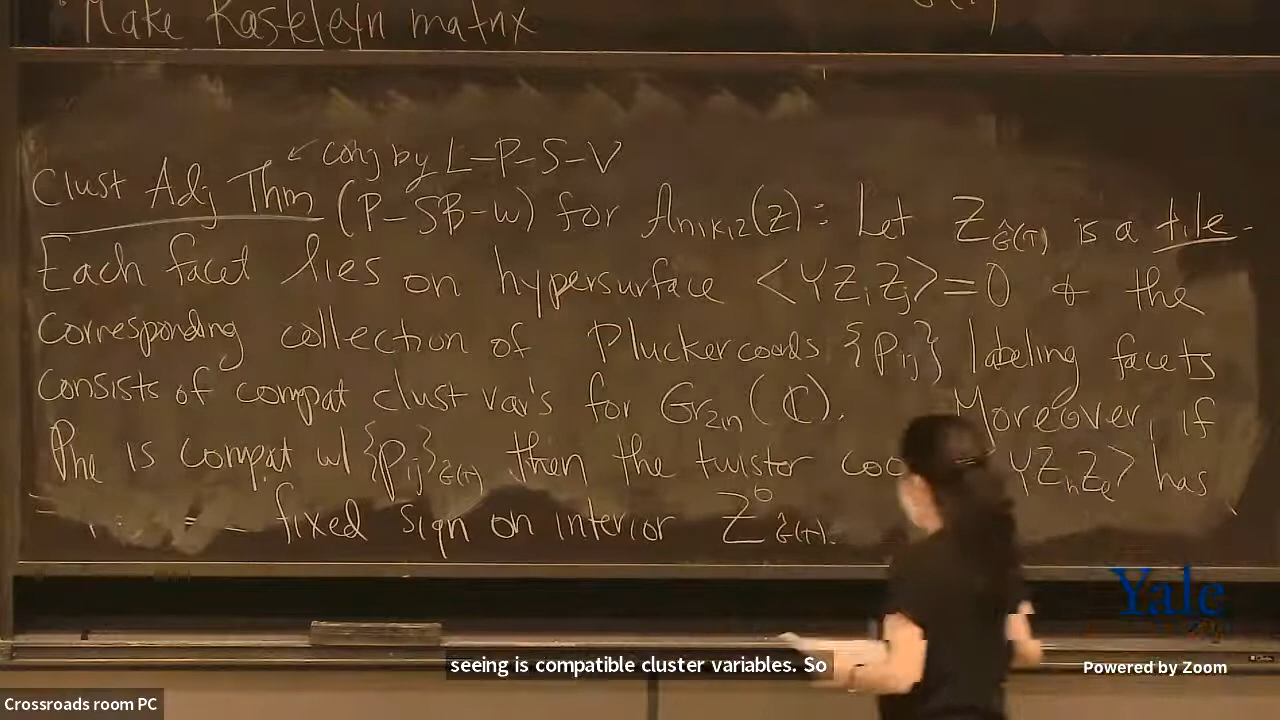 Make Kasteleyn matrix
conj by L-P-S-V
Clust Adj Thm (P-SB-W) for An,k,2(Z): Let ZĜ(T) is a tile.
Each facet lies on hypersurface <YZiZj>=0 & the
corresponding collection of Plucker coords {Pij} labeling facets
consists of compat clust var's for Gr2,n(ℂ). Moreover, if
Phe is compat w/ {Pij}Ĝ(T) then the twistor YZhZe> has
fixed sign on interior Z°Ĝ(T).
Yale
seeing is compatible cluster variables. So
Powered by Zoom
Crossroads room PC